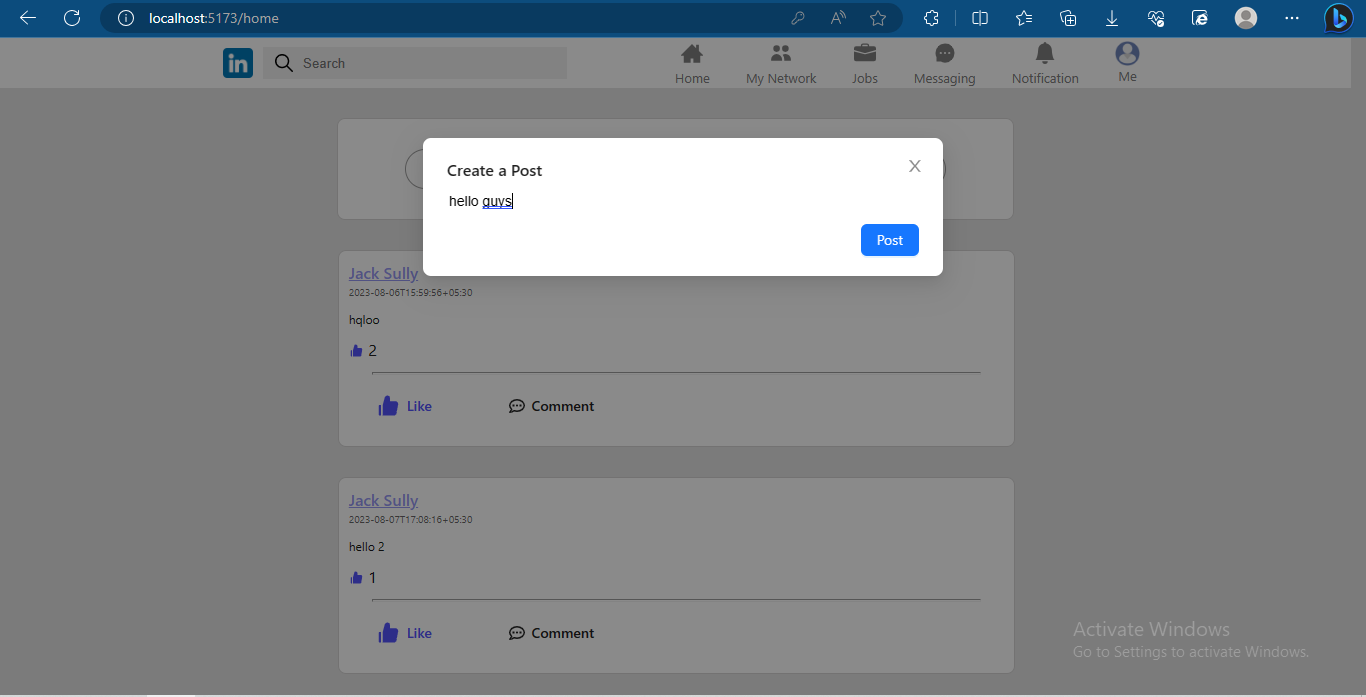 localhost:5173/home
in
Search
Home
My Network
Jobs
Messaging
Notification
Me
Create a Post
hello guys
Post
Jack Sully
2023-08-06T15:59:56+05:30
hqloo
2
Like
Comment
Jack Sully
2023-08-07T17:08:16+05:30
hello 2
1
Like
Comment
Activate Windows
Go to Settings to activate Windows.